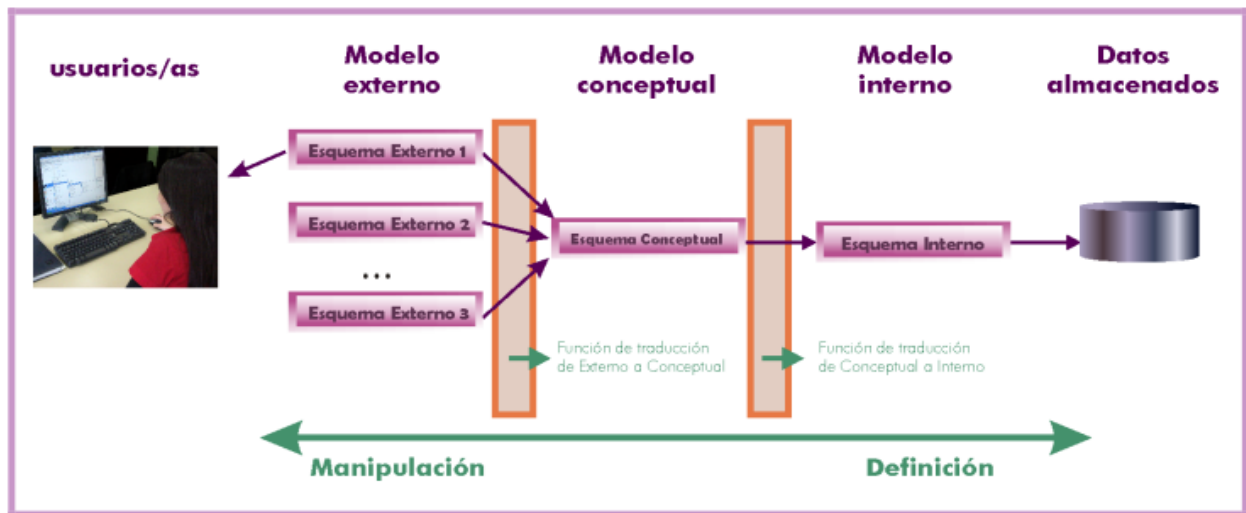 usuarios/as
Modelo
externo
Modelo
conceptual
Modelo
interno
Datos
almacenados
Esquema Externo 1
Esquema Externo 2
...
Esquema Externo 3
Esquema Conceptual
Esquema Interno
Función de traducción
de Externo a Conceptual
Función de traducción
de Conceptual a Interno
Manipulación
Definición